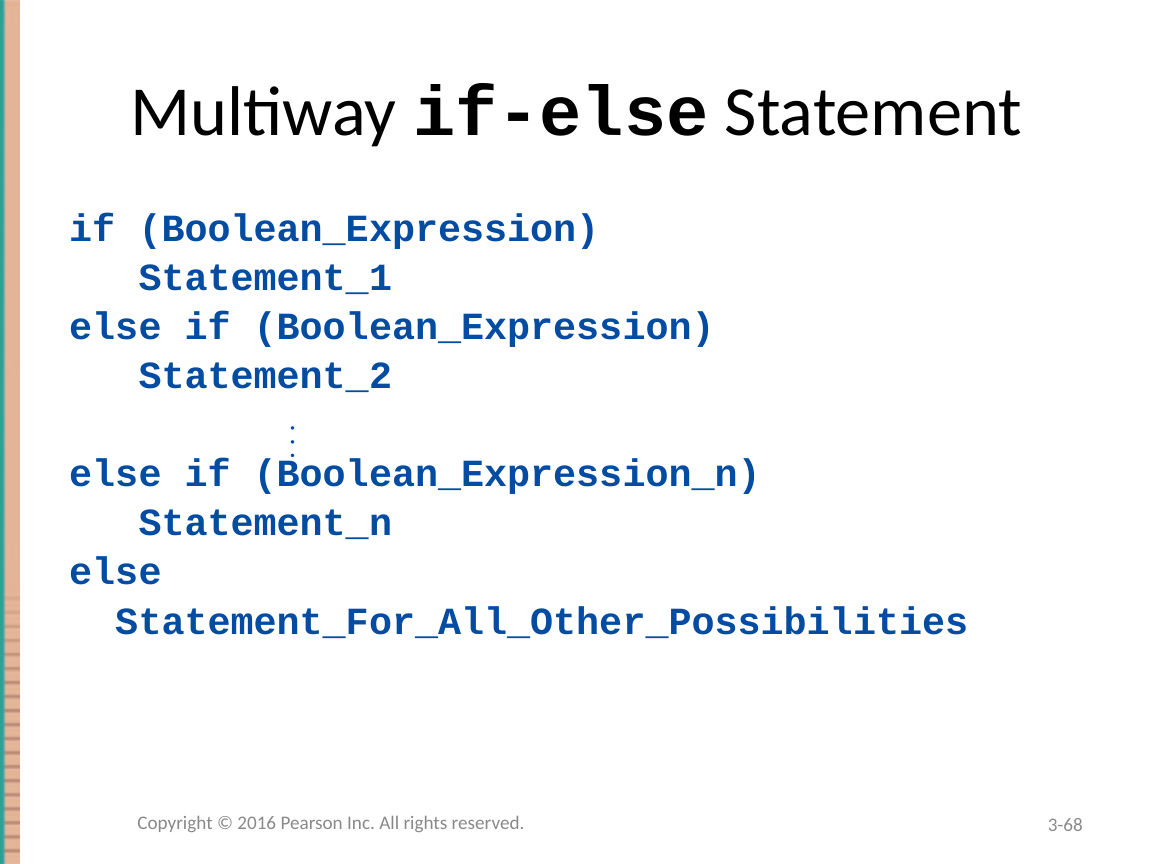 Multiway if-else Statement
if (Boolean_Expression)
   Statement_1
else if (Boolean_Expression)
   Statement_2
.
.
.
else if (Boolean_Expression_n)
   Statement_n
else
  Statement_For_All_Other_Possibilities
Copyright © 2016 Pearson Inc. All rights reserved.
3-68